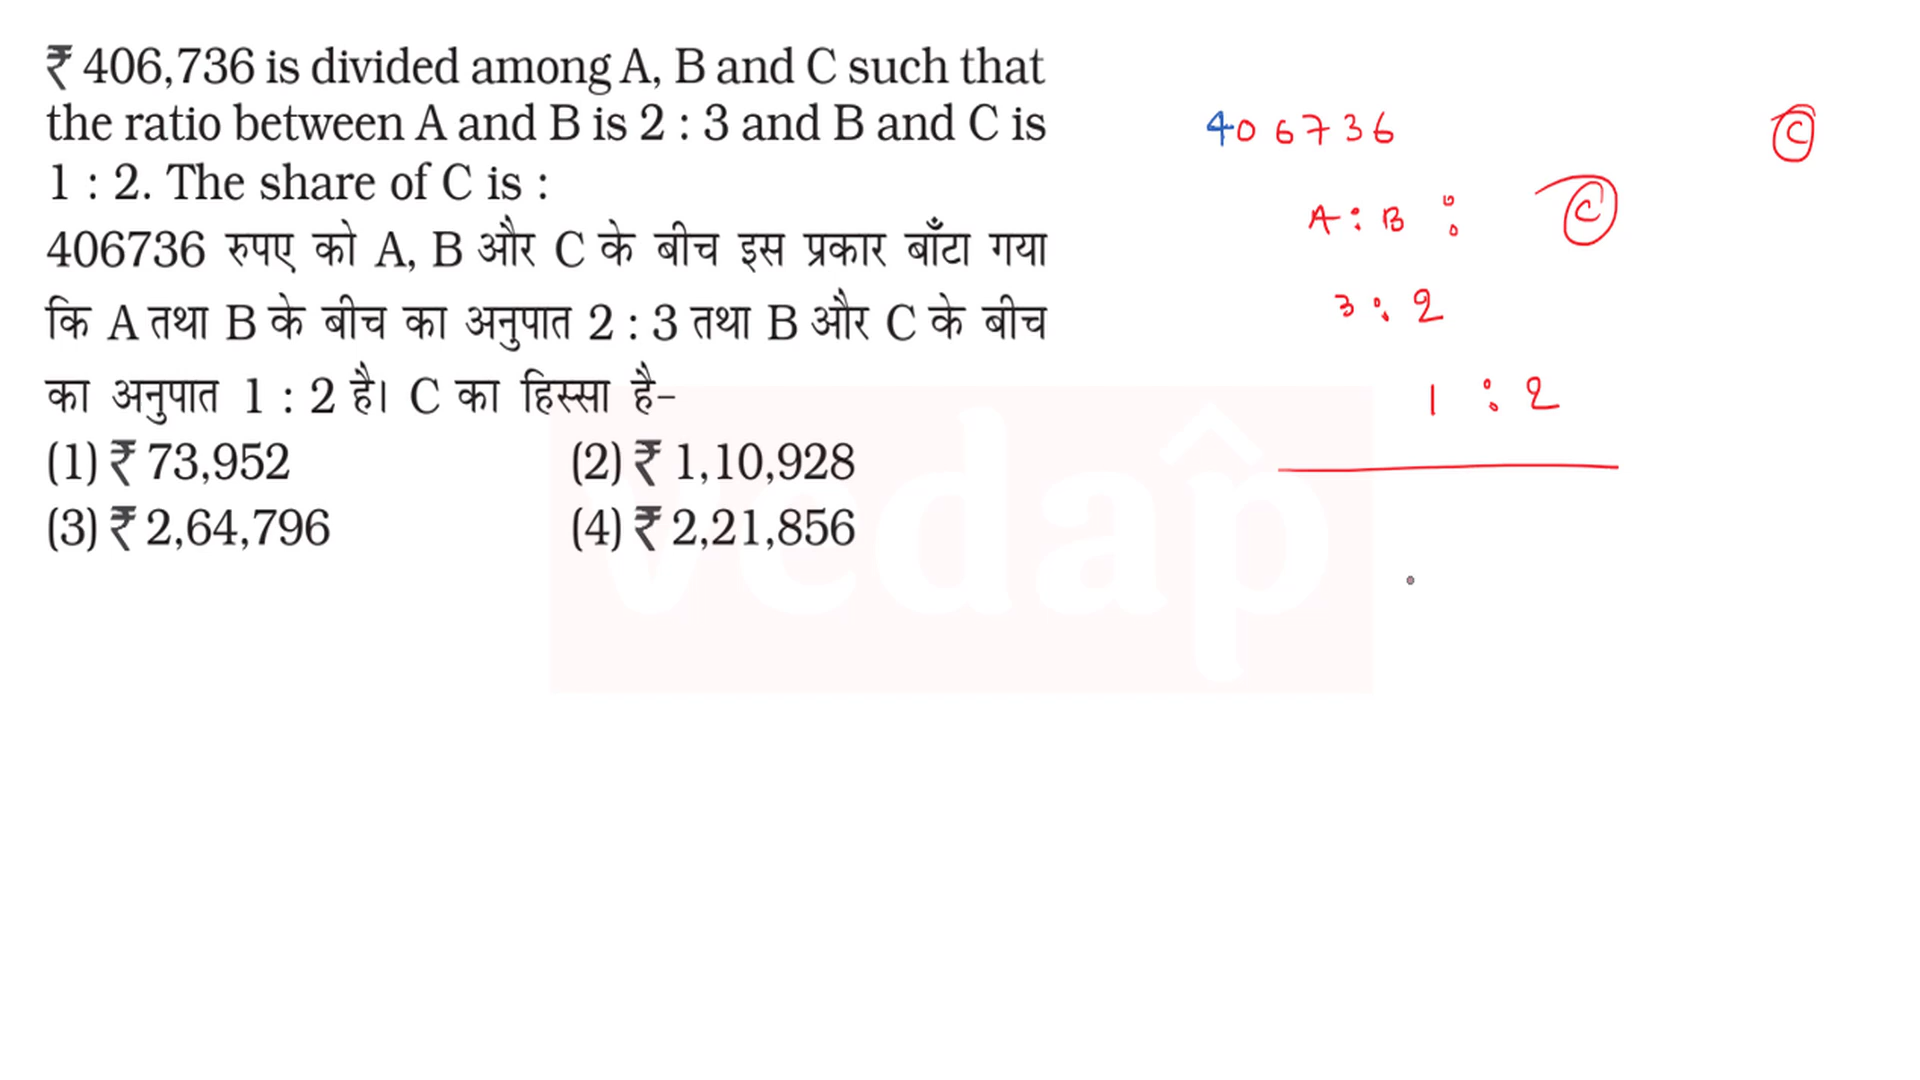 ₹ 406,736 is divided among A, B and C such that
the ratio between A and B is 2 : 3 and B and C is
1 : 2. The share of C is :
406736 रुपए को A, B और C के बीच इस प्रकार बाँटा गया
कि A तथा B के बीच का अनुपात 2 : 3 तथा B और C के बीच
का अनुपात 1 : 2 है। C का हिस्सा है-
(1) ₹ 73,952 (2) ₹ 1,10,928
(3) ₹ 2,64,796 (4) ₹ 2,21,856
406736 C
A : B : C
3 : 2
1 : 2
vedap